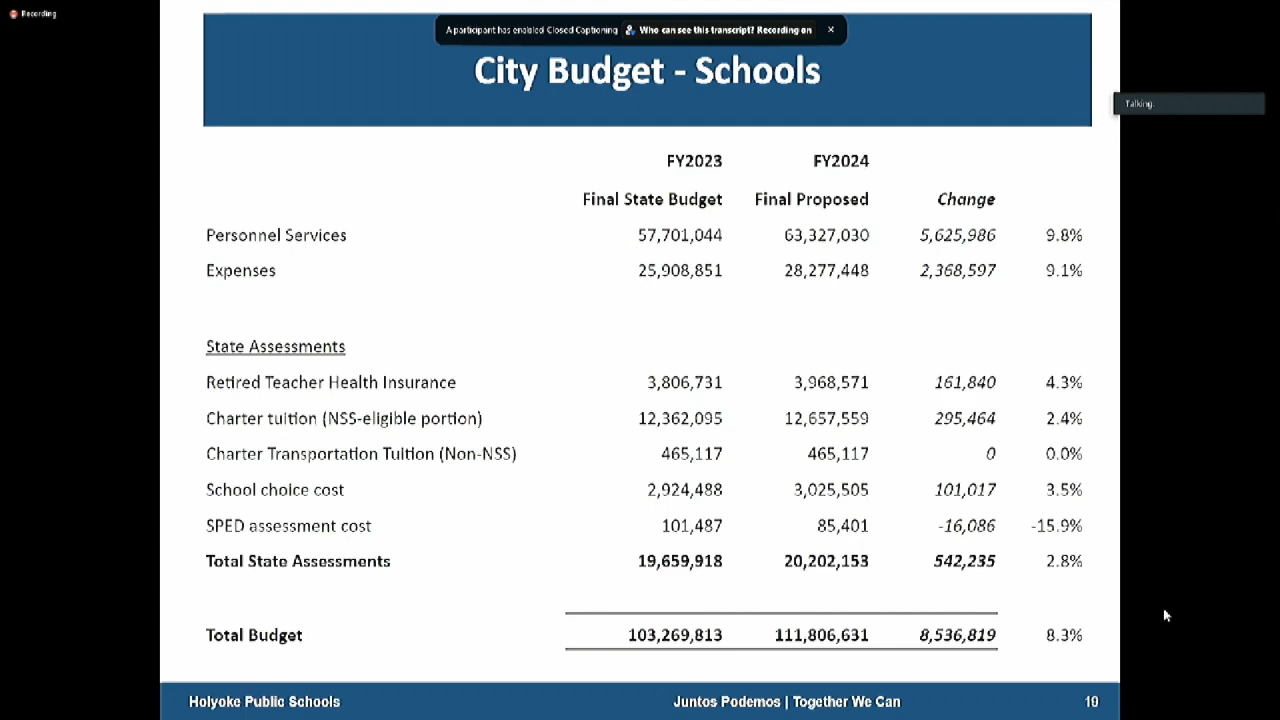 Recording
A participant has enabled Closed Captioning Who can see this transcript? Recording on ×
City Budget - Schools
Talking:
FY2023 FY2024
Final State Budget Final Proposed Change
Personnel Services 57,701,044 63,327,030 5,625,986 9.8%
Expenses 25,908,851 28,277,448 2,368,597 9.1%
State Assessments
Retired Teacher Health Insurance 3,806,731 3,968,571 161,840 4.3%
Charter tuition (NSS-eligible portion) 12,362,095 12,657,559 295,464 2.4%
Charter Transportation Tuition (Non-NSS) 465,117 465,117 0 0.0%
School choice cost 2,924,488 3,025,505 101,017 3.5%
SPED assessment cost 101,487 85,401 -16,086 -15.9%
Total State Assessments 19,659,918 20,202,153 542,235 2.8%
Total Budget 103,269,813 111,806,631 8,536,819 8.3%
Holyoke Public Schools Juntos Podemos | Together We Can 10